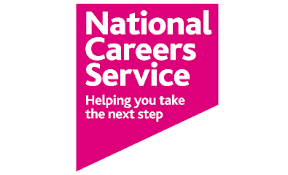 National
Careers
Service
Helping you take
the next step